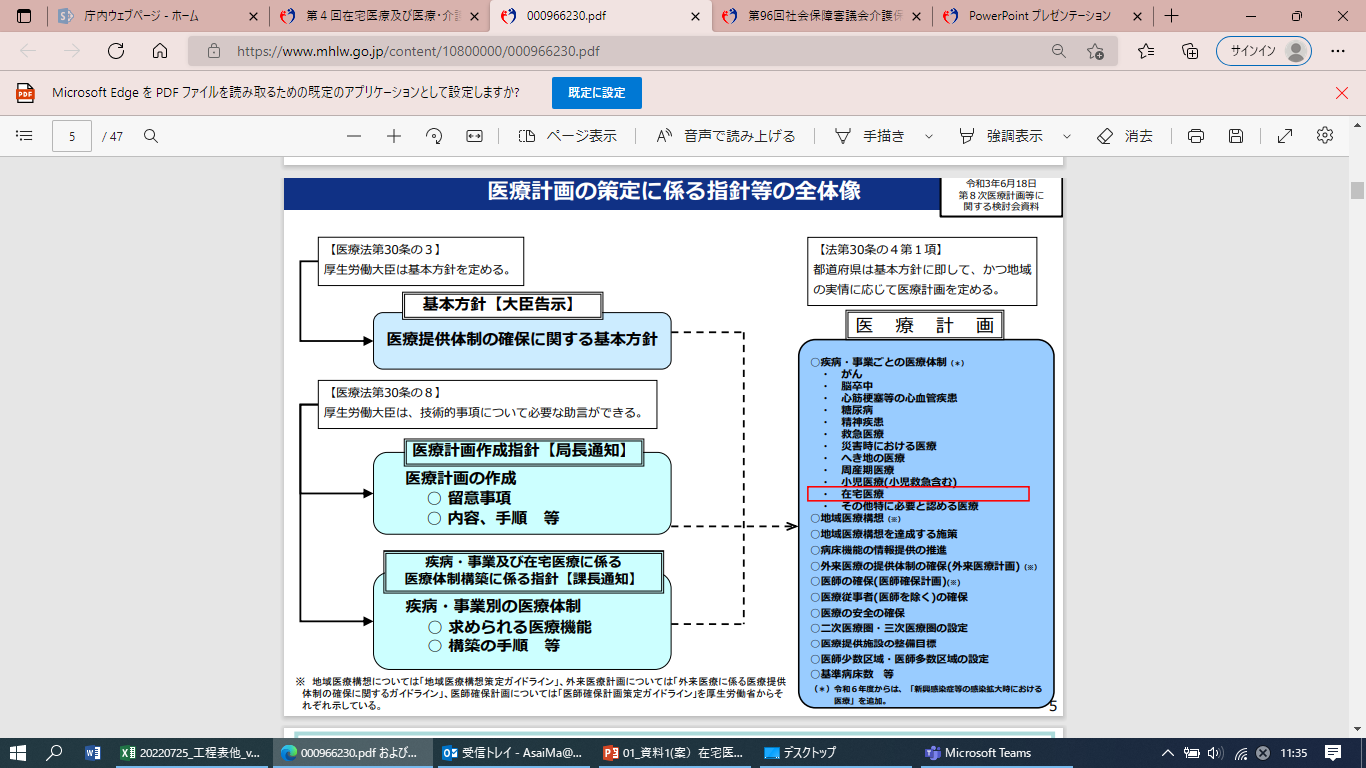 庁内ウェブページ - ホーム
第４回在宅医療及び医療・介護
000966230.pdf
第96回社会保障審議会介護保
PowerPoint プレゼンテーション
https://www.mhlw.go.jp/content/10800000/000966230.pdf
サインイン
Microsoft Edge を PDF ファイルを読み取るための既定のアプリケーションとして設定しますか?
既定に設定
5 / 47
ページ表示
音声で読み上げる
手描き
強調表示
消去
医療計画の策定に係る指針等の全体像
令和3年6月18日
第８次医療計画等に
関する検討会資料
【医療法第30条の３】
厚生労働大臣は基本方針を定める。
基本方針【大臣告示】
医療提供体制の確保に関する基本方針
【医療法第30条の８】
厚生労働大臣は、技術的事項について必要な助言ができる。
医療計画作成指針【局長通知】
医療計画の作成
○ 留意事項
○ 内容、手順　等
疾病・事業及び在宅医療に係る
医療体制構築に係る指針【課長通知】
疾病・事業別の医療体制
○ 求められる医療機能
○ 構築の手順　等
【法第30条の４第１項】
都道府県は基本方針に即して、かつ地域
の実情に応じて医療計画を定める。
医　療　計　画
○疾病・事業ごとの医療体制（＊）
・　がん
・　脳卒中
・　心筋梗塞等の心血管疾患
・　糖尿病
・　精神疾患
・　救急医療
・　災害時における医療
・　へき地の医療
・　周産期医療
・　小児医療(小児救急含む)
・　在宅医療
・　その他特に必要と認める医療
○地域医療構想（※）
○地域医療構想を達成する施策
○病床機能の情報提供の推進
○外来医療の提供体制の確保(外来医療計画)（※）
○医師の確保(医師確保計画)（※）
○医療従事者(医師を除く)の確保
○医療の安全の確保
○二次医療圏・三次医療圏の設定
○医療提供施設の整備目標
○医師少数区域・医師多数区域の設定
○基準病床数　等
（＊）令和６年度からは、「新興感染症等の感染拡大時における
医療」を追加。
※　地域医療構想については「地域医療構想策定ガイドライン」、外来医療計画については「外来医療に係る医療提供
体制の確保に関するガイドライン」、医師確保計画については「医師確保計画策定ガイドライン」を厚生労働省からそ
れぞれ示している。
5
20220725_工程表他_v...
000966230.pdf および...
受信トレイ - AsaiMa@...
01_資料1(案）在宅医...
デスクトップ
Microsoft Teams
11:35